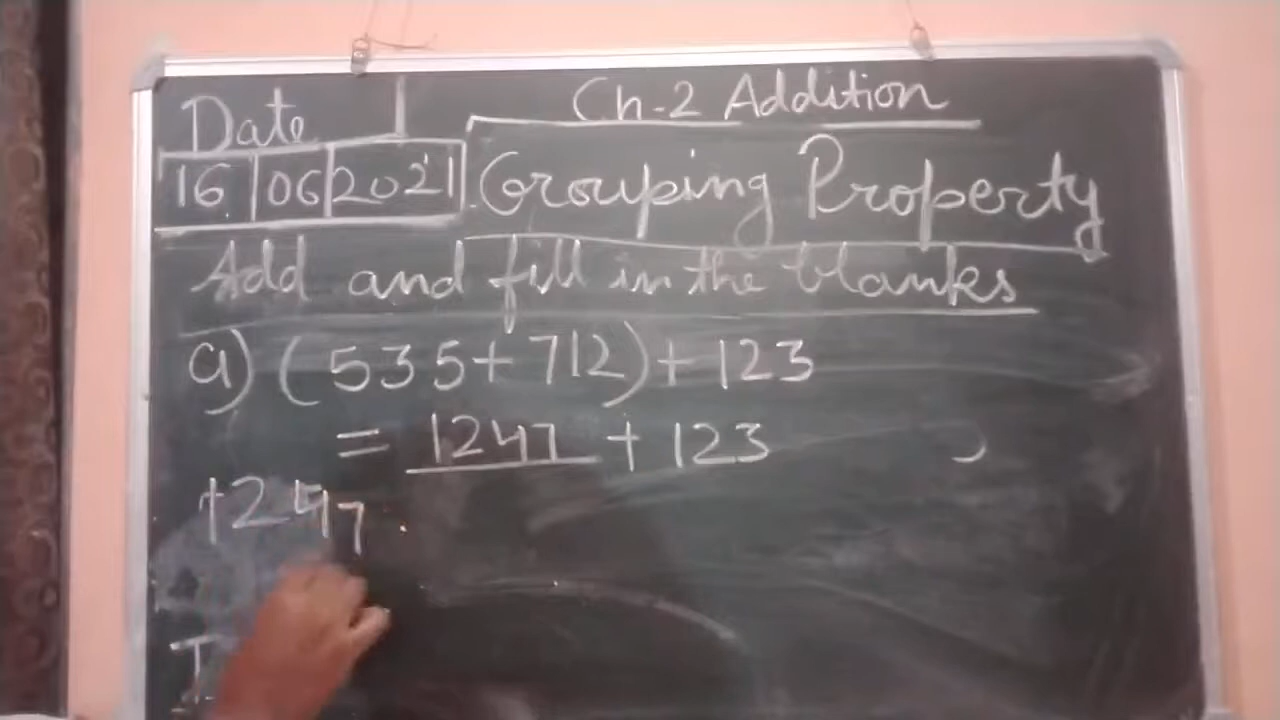 Ch-2 Addition
Date
16 06 2021 Grouping Property
Add and fill in the blanks
a) (535+ 712) + 123
= 1247 + 123
1247